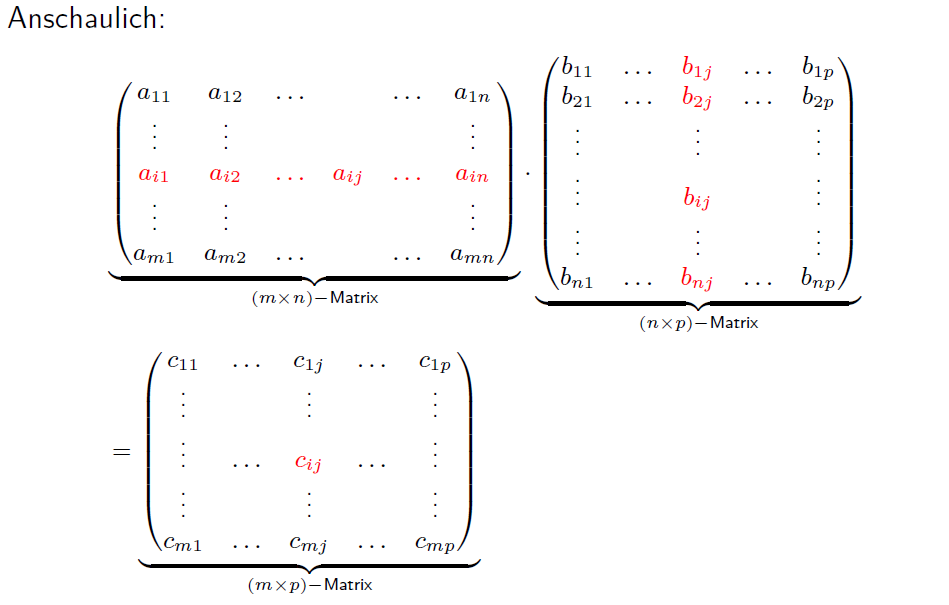 Anschaulich:
a₁₁ a₁₂ … … a₁ₙ
⋮ ⋮ ⋮
aᵢ₁ aᵢ₂ … aᵢⱼ … aᵢₙ
⋮ ⋮ ⋮
aₘ₁ aₘ₂ … … aₘₙ
(m×n)−Matrix
·
b₁₁ … b₁ⱼ … b₁ₚ
b₂₁ … b₂ⱼ … b₂ₚ
⋮ ⋮ ⋮
⋮ bᵢⱼ ⋮
⋮ ⋮ ⋮
bₙ₁ … bₙⱼ … bₙₚ
(n×p)−Matrix
=
c₁₁ … c₁ⱼ … c₁ₚ
⋮ ⋮ ⋮
⋮ … cᵢⱼ … ⋮
⋮ ⋮ ⋮
cₘ₁ … cₘⱼ … cₘₚ
(m×p)−Matrix